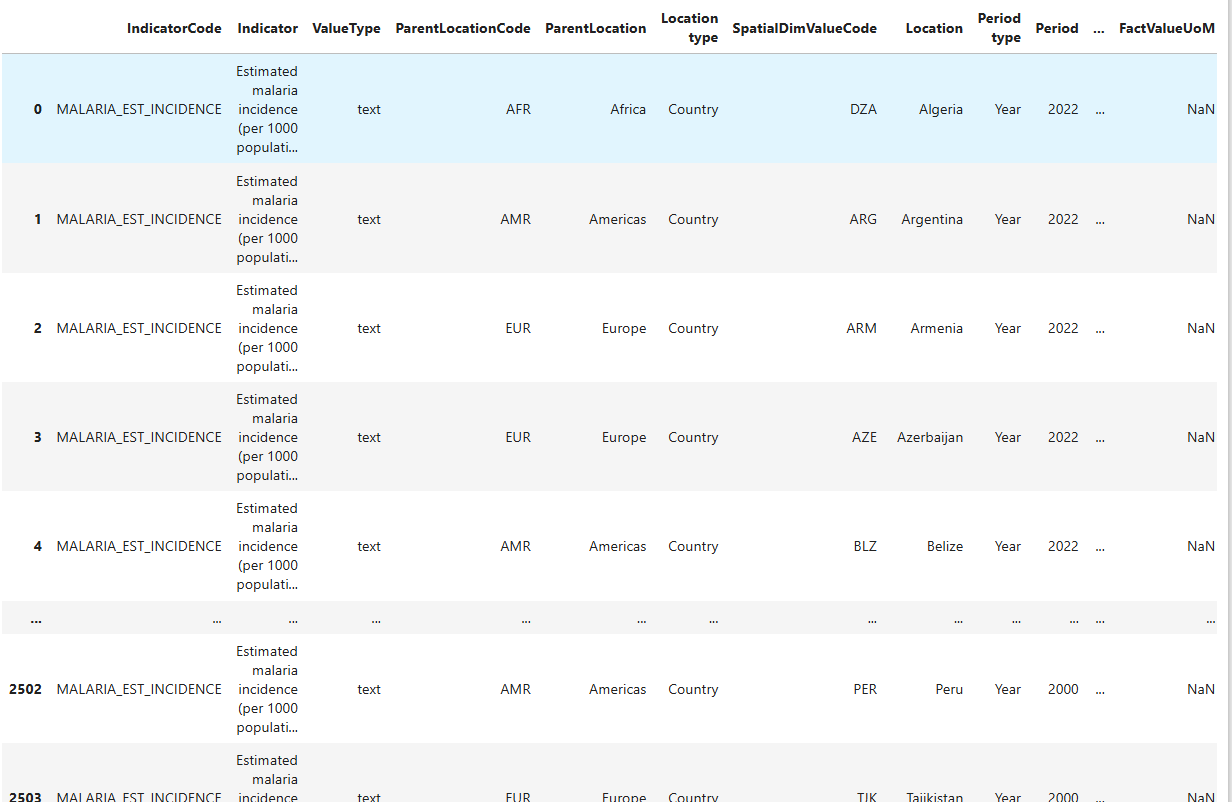 IndicatorCode Indicator ValueType ParentLocationCode ParentLocation Location type SpatialDimValueCode Location Period type Period ... FactValueUoM
0 MALARIA_EST_INCIDENCE Estimated malaria incidence (per 1000 populati... text AFR Africa Country DZA Algeria Year 2022 ... NaN
1 MALARIA_EST_INCIDENCE Estimated malaria incidence (per 1000 populati... text AMR Americas Country ARG Argentina Year 2022 ... NaN
2 MALARIA_EST_INCIDENCE Estimated malaria incidence (per 1000 populati... text EUR Europe Country ARM Armenia Year 2022 ... NaN
3 MALARIA_EST_INCIDENCE Estimated malaria incidence (per 1000 populati... text EUR Europe Country AZE Azerbaijan Year 2022 ... NaN
4 MALARIA_EST_INCIDENCE Estimated malaria incidence (per 1000 populati... text AMR Americas Country BLZ Belize Year 2022 ... NaN
... ... ... ... ... ... ... ... ... ... ... ... ...
2502 MALARIA_EST_INCIDENCE Estimated malaria incidence (per 1000 populati... text AMR Americas Country PER Peru Year 2000 ... NaN
2503 MALARIA_EST_INCIDENCE Estimated malaria incidence text EUR Europe Country TJK Tajikistan Year 2000 ... NaN